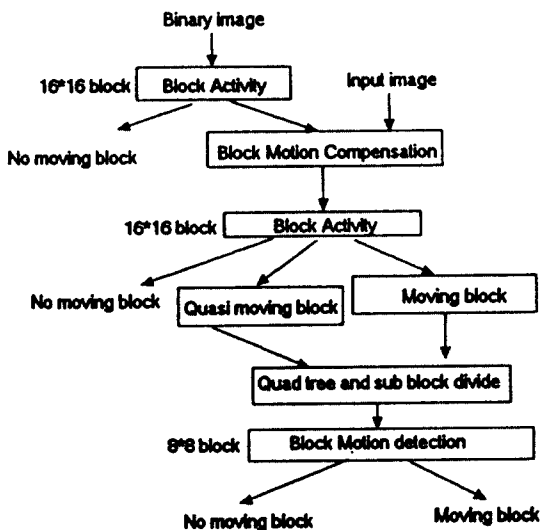 Binary image
16*16 block
Block Activity
Input image
No moving block
Block Motion Compensation
16*16 block
Block Activity
No moving block
Quasi moving block
Moving block
Quad tree and sub block divide
8*8 block
Block Motion detection
No moving block
Moving block